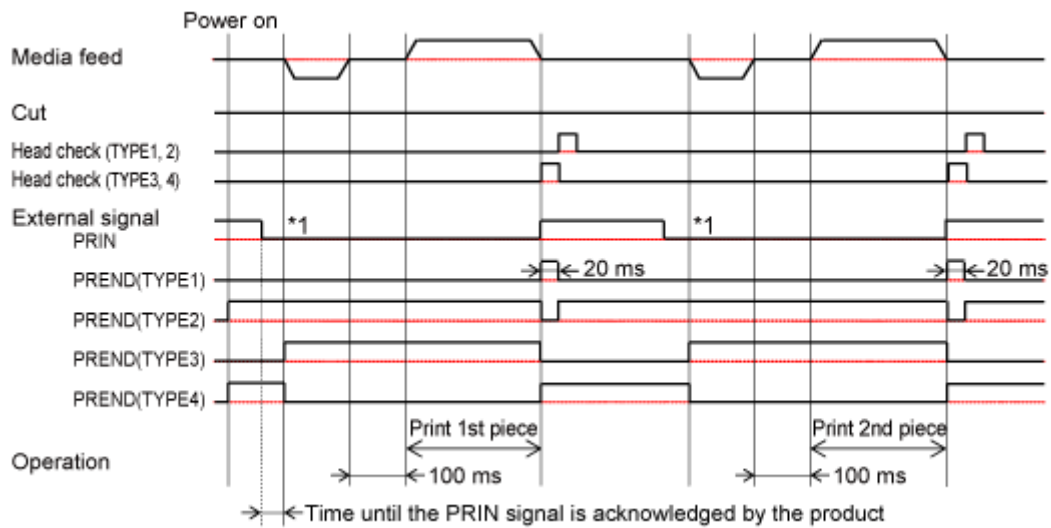 Power on
Media feed
Cut
Head check (TYPE1, 2)
Head check (TYPE3, 4)
External signal
*1 *1
PRIN
PREND(TYPE1) 20 ms 20 ms
PREND(TYPE2)
PREND(TYPE3)
PREND(TYPE4)
Print 1st piece Print 2nd piece
Operation
100 ms 100 ms
Time until the PRIN signal is acknowledged by the product